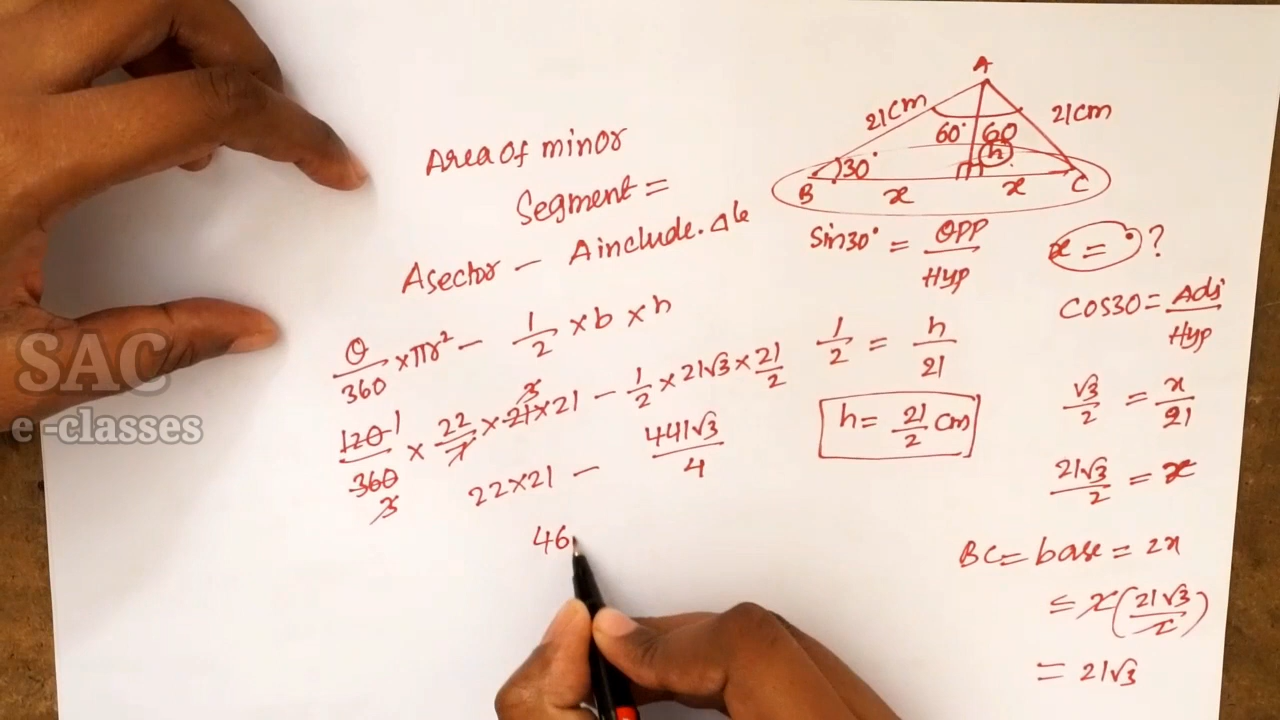 Area of minor
Segment =
Asector – Ainclude. Δle
θ/360 × πr² – 1/2 × b × h
120 1/360 3 × 22/7 × 21 3 × 21 – 1/2 × 21√3 × 21/2
22×21 – 441√3/4
46
A
21cm 21cm
60° 60
h
30°
B x x C
Sin30° = OPP/Hyp
1/2 = h/21
h = 21/2 cm
x = ?
COS30 = Adj/Hyp
√3/2 = x/21
21√3/2 = x
BC = base = 2x
= 2(21√3/2)
= 21√3
SAC
e-classes